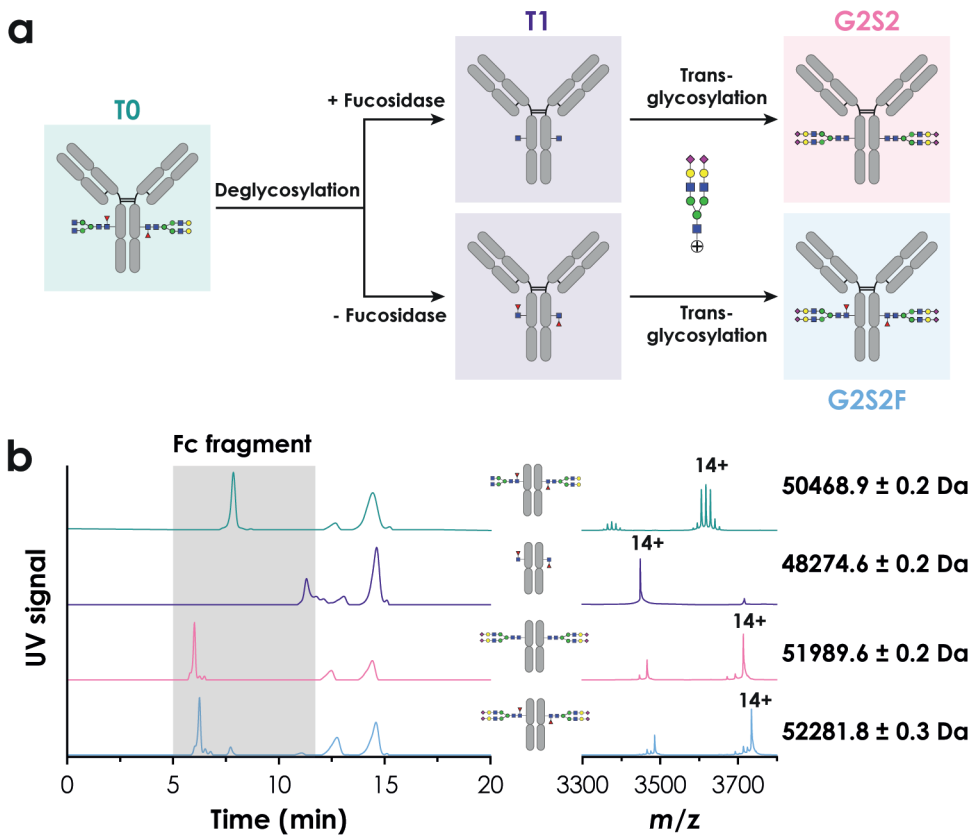 a
T1
G2S2
T0
+ Fucosidase
Trans-
glycosylation
Deglycosylation
- Fucosidase
Trans-
glycosylation
G2S2F
b
Fc fragment
14+
50468.9 ± 0.2 Da
14+
48274.6 ± 0.2 Da
14+
51989.6 ± 0.2 Da
14+
52281.8 ± 0.3 Da
UV signal
0 5 10 15 20
3300 3500 3700
Time (min)
m/z